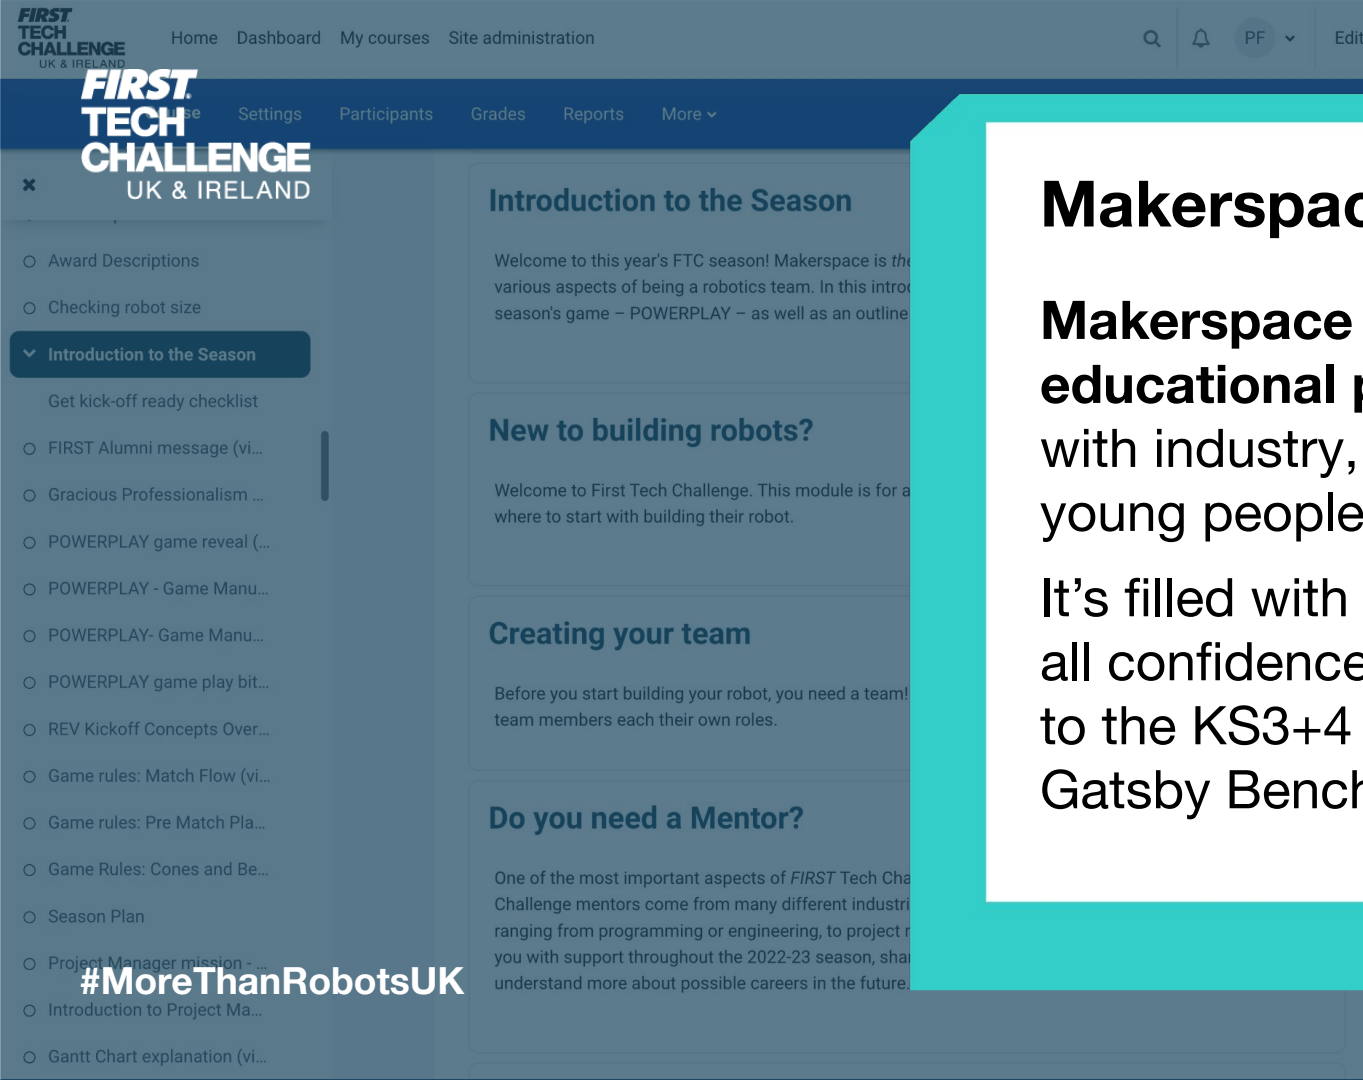 FIRST
TECH
CHALLENGE
UK & IRELAND
Home Dashboard My courses Site administration
PF
Edit
FIRST
TECH
CHALLENGE
UK & IRELAND
Settings Participants Grades Reports More
Award Descriptions
Checking robot size
Introduction to the Season
Get kick-off ready checklist
FIRST Alumni message (vi...
Gracious Professionalism ...
POWERPLAY game reveal (...
POWERPLAY - Game Manu...
POWERPLAY- Game Manu...
POWERPLAY game play bit...
REV Kickoff Concepts Over...
Game rules: Match Flow (vi...
Game rules: Pre Match Pla...
Game Rules: Cones and Be...
Season Plan
Project Manager mission - ...
Introduction to Project Ma...
Gantt Chart explanation (vi...
#MoreThanRobotsUK
Introduction to the Season
Welcome to this year's FTC season! Makerspace is the
various aspects of being a robotics team. In this introd
season's game – POWERPLAY – as well as an outline
New to building robots?
Welcome to First Tech Challenge. This module is for a
where to start with building their robot.
Creating your team
Before you start building your robot, you need a team!
team members each their own roles.
Do you need a Mentor?
One of the most important aspects of FIRST Tech Cha
Challenge mentors come from many different industri
ranging from programming or engineering, to project
you with support throughout the 2022-23 season, sha
understand more about possible careers in the future.
Makerspac
Makerspace
educational p
with industry,
young people
It's filled with
all confidence
to the KS3+4
Gatsby Bench